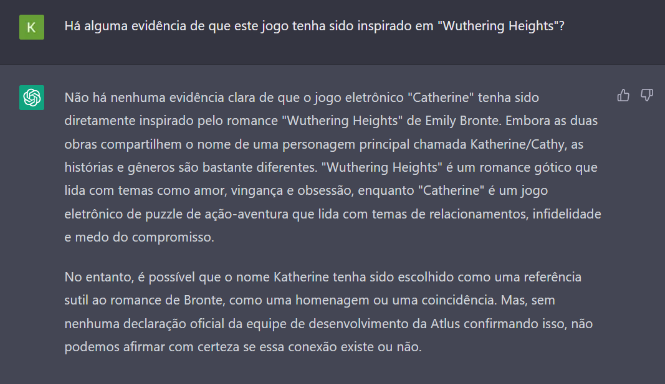 K
Há alguma evidência de que este jogo tenha sido inspirado em "Wuthering Heights"?
Não há nenhuma evidência clara de que o jogo eletrônico "Catherine" tenha sido
diretamente inspirado pelo romance "Wuthering Heights" de Emily Bronte. Embora as duas
obras compartilhem o nome de uma personagem principal chamada Katherine/Cathy, as
histórias e gêneros são bastante diferentes. "Wuthering Heights" é um romance gótico que
lida com temas como amor, vingança e obsessão, enquanto "Catherine" é um jogo
eletrônico de puzzle de ação-aventura que lida com temas de relacionamentos, infidelidade
e medo do compromisso.
No entanto, é possível que o nome Katherine tenha sido escolhido como uma referência
sutil ao romance de Bronte, como uma homenagem ou uma coincidência. Mas, sem
nenhuma declaração oficial da equipe de desenvolvimento da Atlus confirmando isso, não
podemos afirmar com certeza se essa conexão existe ou não.